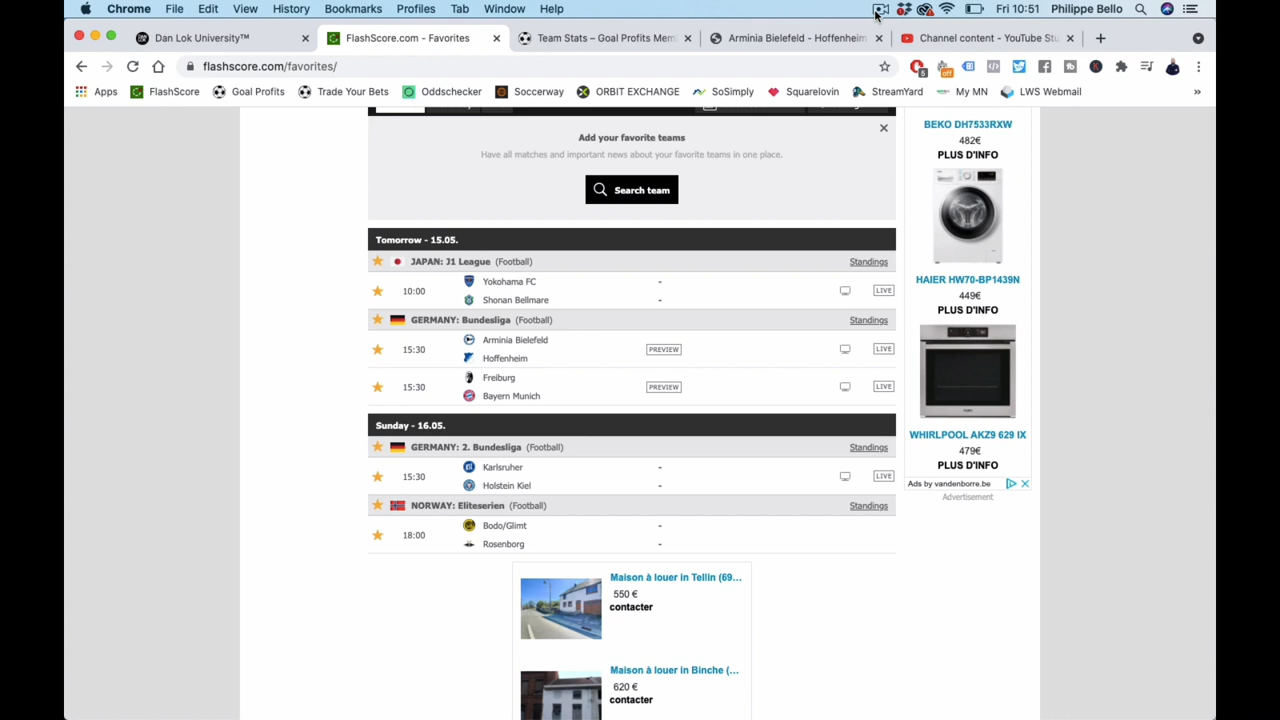 Chrome File Edit View History Bookmarks Profiles Tab Window Help Fri 10:51 Philippe Bello
Dan Lok University™ FlashScore.com - Favorites Team Stats – Goal Profits Mem Arminia Bielefeld - Hoffenheim Channel content - YouTube Stu
flashscore.com/favorites/
Apps FlashScore Goal Profits Trade Your Bets Oddschecker Soccerway ORBIT EXCHANGE SoSimply Squarelovin StreamYard My MN LWS Webmail »
Add your favorite teams
Have all matches and important news about your favorite teams in one place.
Search team
Tomorrow - 15.05.
JAPAN: J1 League (Football) Standings
10:00 Yokohama FC - LIVE
Shonan Bellmare -
GERMANY: Bundesliga (Football) Standings
15:30 Arminia Bielefeld PREVIEW LIVE
Hoffenheim
15:30 Freiburg PREVIEW LIVE
Bayern Munich
Sunday - 16.05.
GERMANY: 2. Bundesliga (Football) Standings
15:30 Karlsruher - LIVE
Holstein Kiel -
NORWAY: Eliteserien (Football) Standings
18:00 Bodo/Glimt -
Rosenborg -
Maison à louer in Tellin (69...
550 €
contacter
Maison à louer in Binche (...
620 €
contacter
BEKO DH7533RXW
482€
PLUS D'INFO
HAIER HW70-BP1439N
449€
PLUS D'INFO
WHIRLPOOL AKZ9 629 IX
479€
PLUS D'INFO
Ads by vandenborre.be
Advertisement